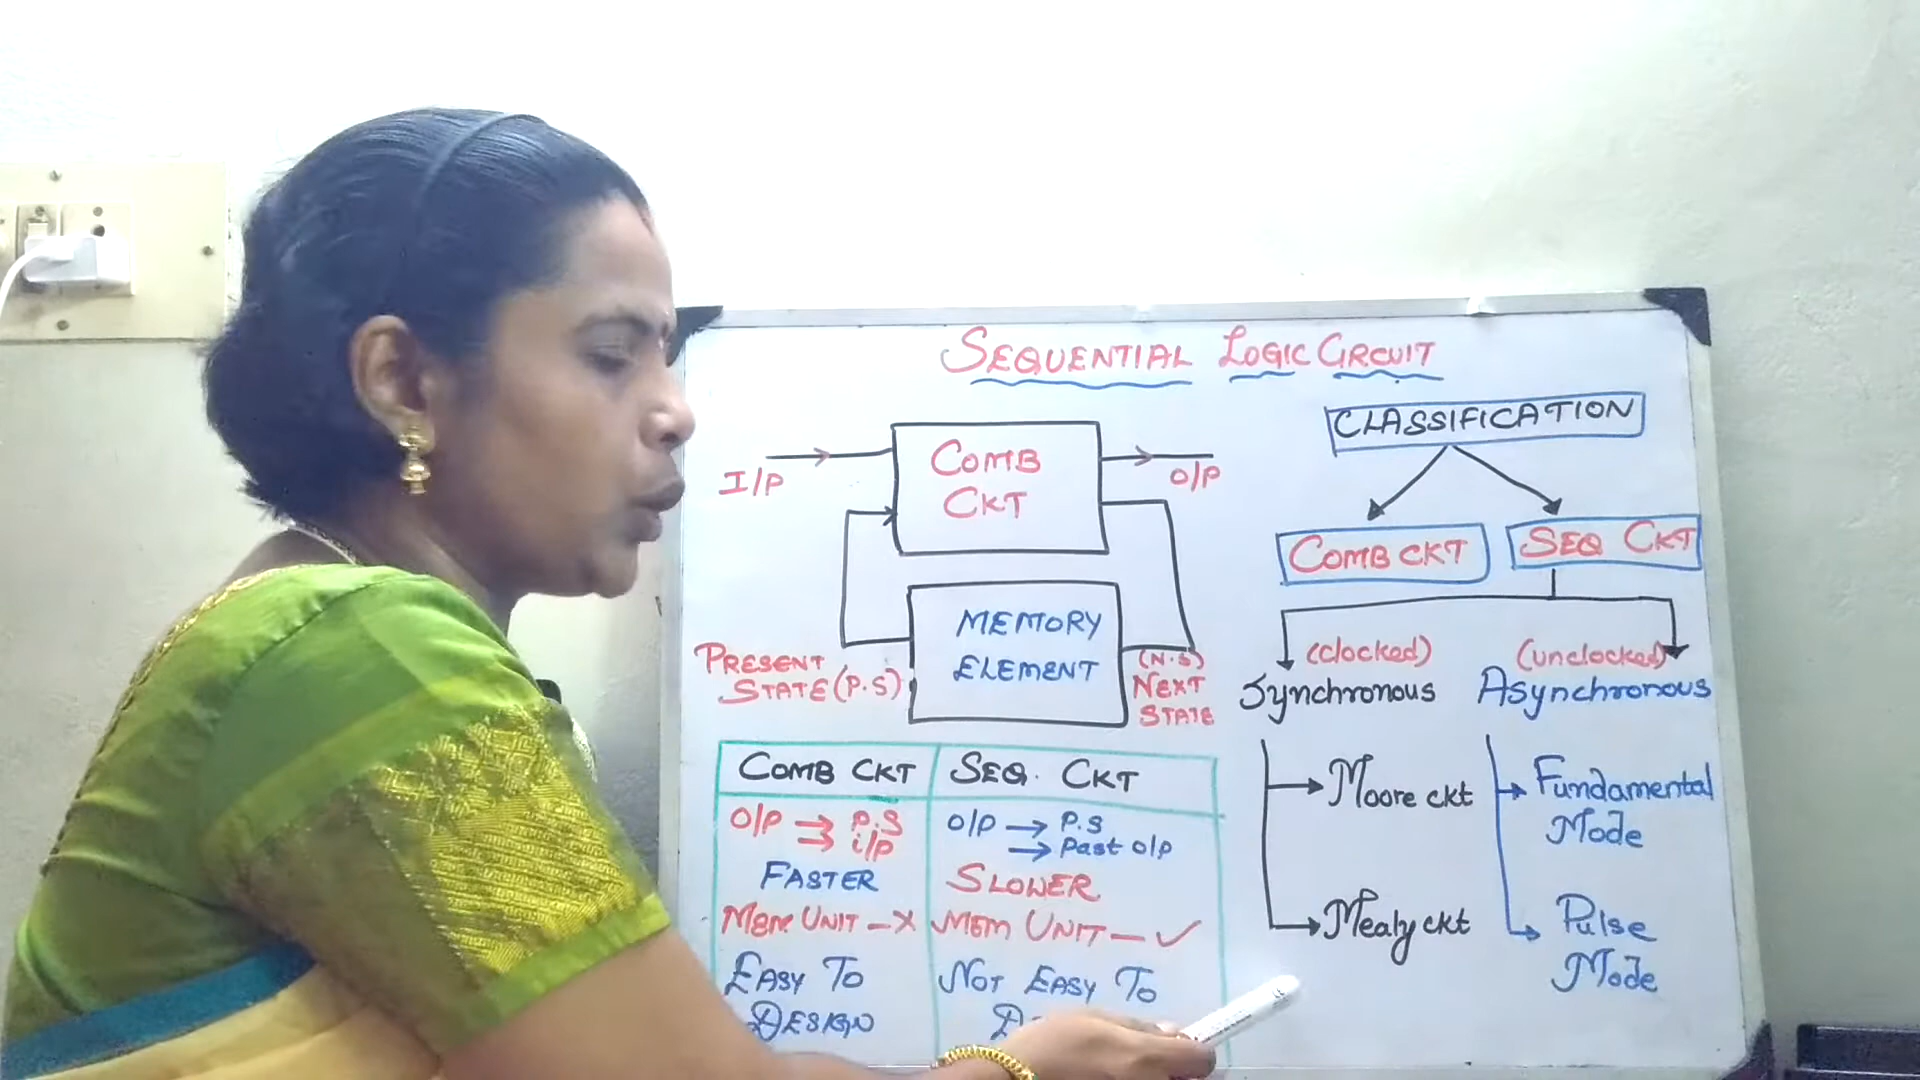 SEQUENTIAL LOGIC CIRCUIT
I/P
COMB
CKT
O/P
MEMORY
ELEMENT
PRESENT
STATE (P.S)
(N.S)
NEXT
STATE
COMB CKT
SEQ. CKT
O/P → P.S
→ i/p
O/P → P.S
→ Past o/p
FASTER
SLOWER
MEM. UNIT - X
MEM UNIT - ✓
EASY TO
DESIGN
NOT EASY TO
CLASSIFICATION
COMB CKT
SEQ CKT
(clocked)
Synchronous
(unclocked)
Asynchronous
Moore ckt
Mealy ckt
Fundamental
Mode
Pulse
Mode